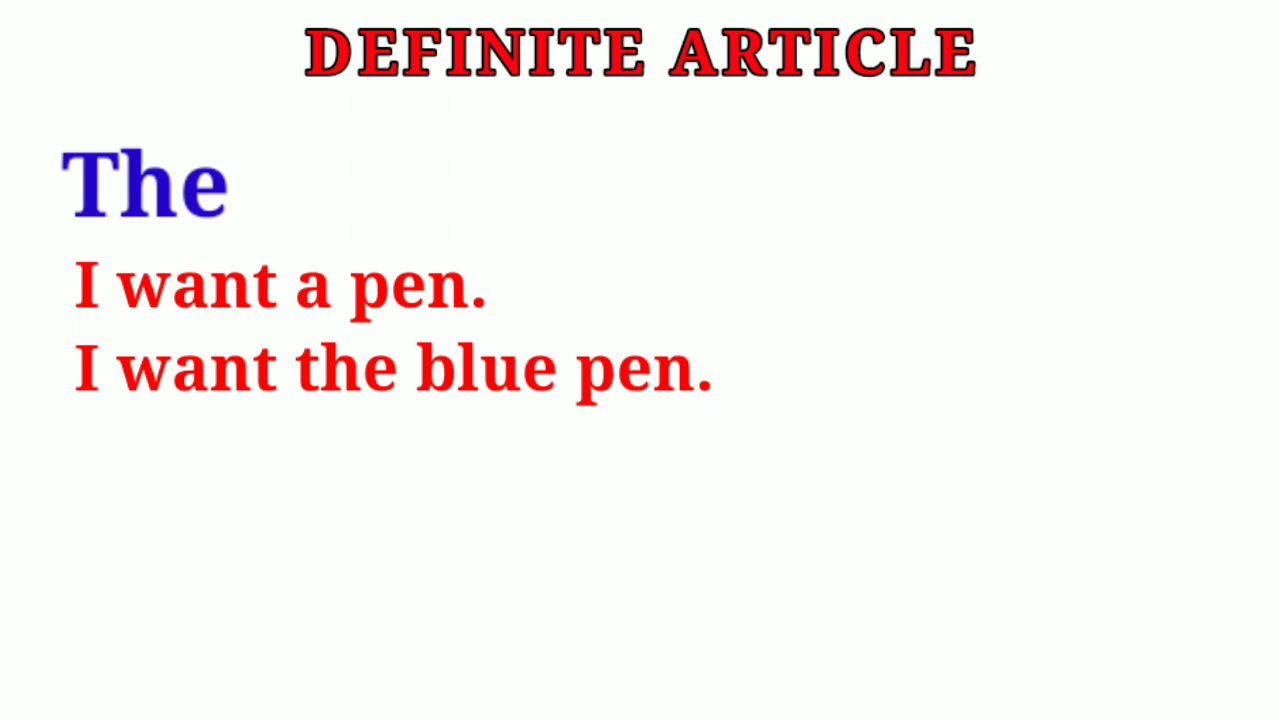 DEFINITE ARTICLE
The
I want a pen.
I want the blue pen.